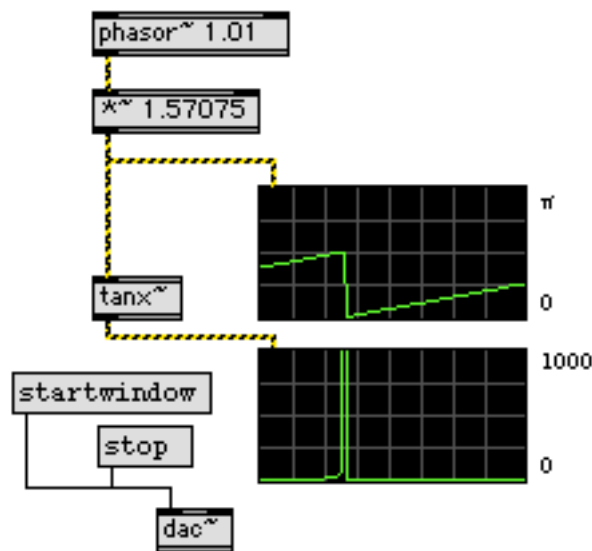 phasor~ 1.01
*~ 1.57075
π
tanx~
0
1000
startwindow
stop
0
dac~